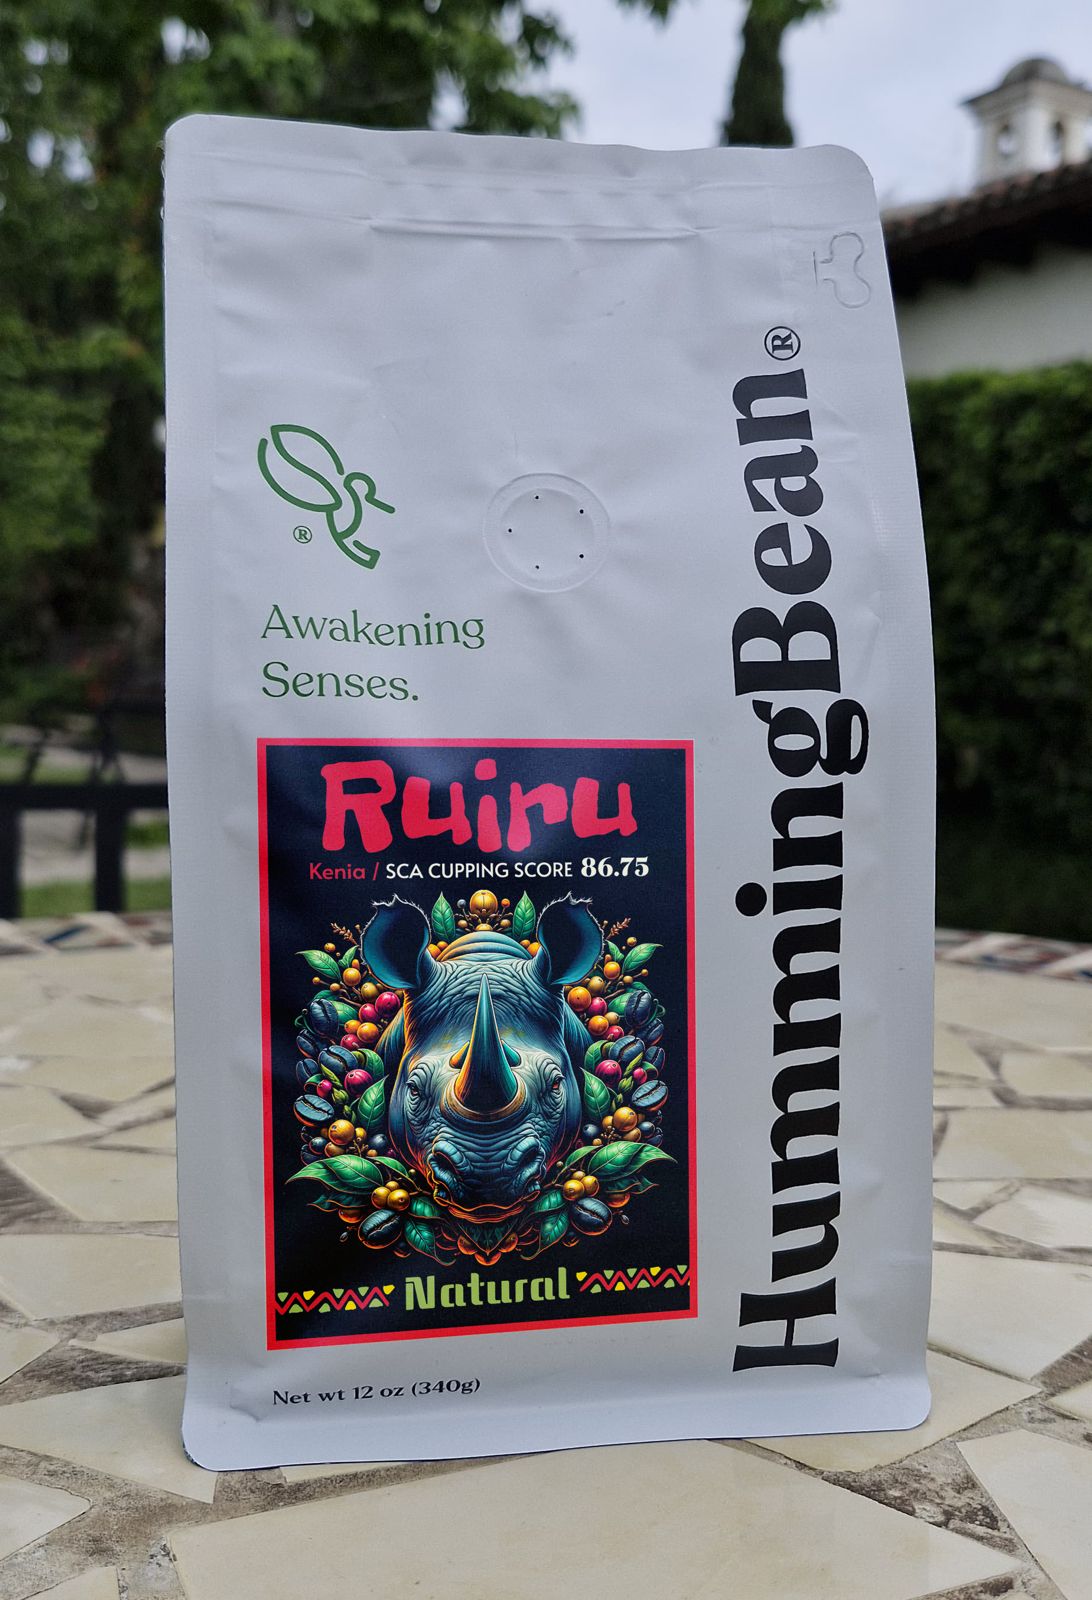 HummingBean®
®
Awakening
Senses.
Ruiru
Kenia / SCA CUPPING SCORE 86.75
Natural
Net wt 12 oz (340g)